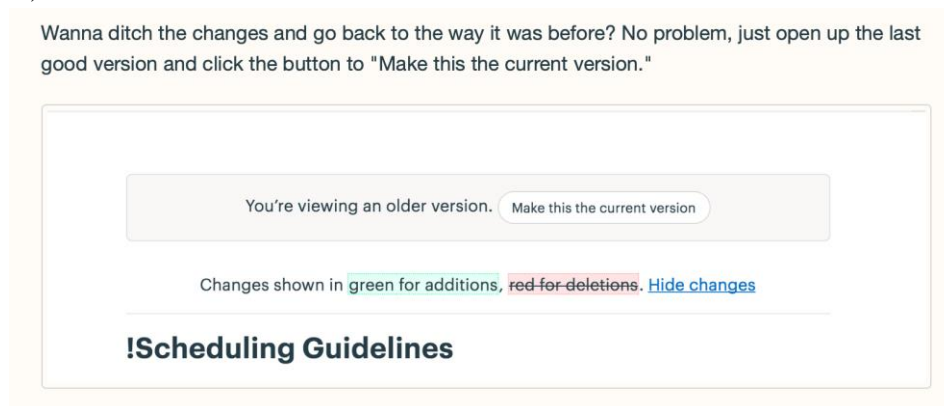 Wanna ditch the changes and go back to the way it was before? No problem, just open up the last
good version and click the button to "Make this the current version."
You're viewing an older version. Make this the current version
Changes shown in green for additions, red for deletions. Hide changes
!Scheduling Guidelines